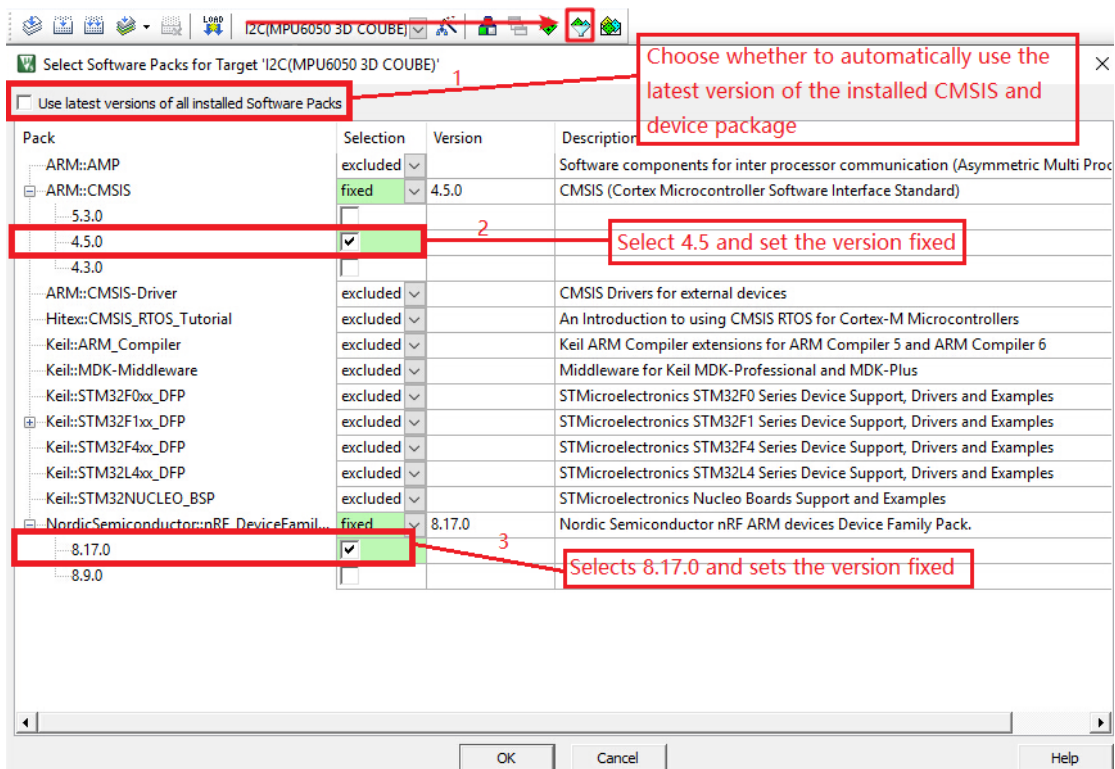 LOAD I2C(MPU6050 3D COUBE)
Select Software Packs for Target 'I2C(MPU6050 3D COUBE)'
1
Choose whether to automatically use the
latest version of the installed CMSIS and
device package
Use latest versions of all installed Software Packs
Pack Selection Version Description
ARM::AMP excluded Software components for inter processor communication (Asymmetric Multi Proc
ARM::CMSIS fixed 4.5.0 CMSIS (Cortex Microcontroller Software Interface Standard)
5.3.0
4.5.0 2 Select 4.5 and set the version fixed
4.3.0
ARM::CMSIS-Driver excluded CMSIS Drivers for external devices
Hitex::CMSIS_RTOS_Tutorial excluded An Introduction to using CMSIS RTOS for Cortex-M Microcontrollers
Keil::ARM_Compiler excluded Keil ARM Compiler extensions for ARM Compiler 5 and ARM Compiler 6
Keil::MDK-Middleware excluded Middleware for Keil MDK-Professional and MDK-Plus
Keil::STM32F0xx_DFP excluded STMicroelectronics STM32F0 Series Device Support, Drivers and Examples
Keil::STM32F1xx_DFP excluded STMicroelectronics STM32F1 Series Device Support, Drivers and Examples
Keil::STM32F4xx_DFP excluded STMicroelectronics STM32F4 Series Device Support, Drivers and Examples
Keil::STM32L4xx_DFP excluded STMicroelectronics STM32L4 Series Device Support, Drivers and Examples
Keil::STM32NUCLEO_BSP excluded STMicroelectronics Nucleo Boards Support and Examples
NordicSemiconductor::nRF_DeviceFamil... fixed 8.17.0 Nordic Semiconductor nRF ARM devices Device Family Pack.
8.17.0 3
8.9.0 Selects 8.17.0 and sets the version fixed
OK Cancel Help